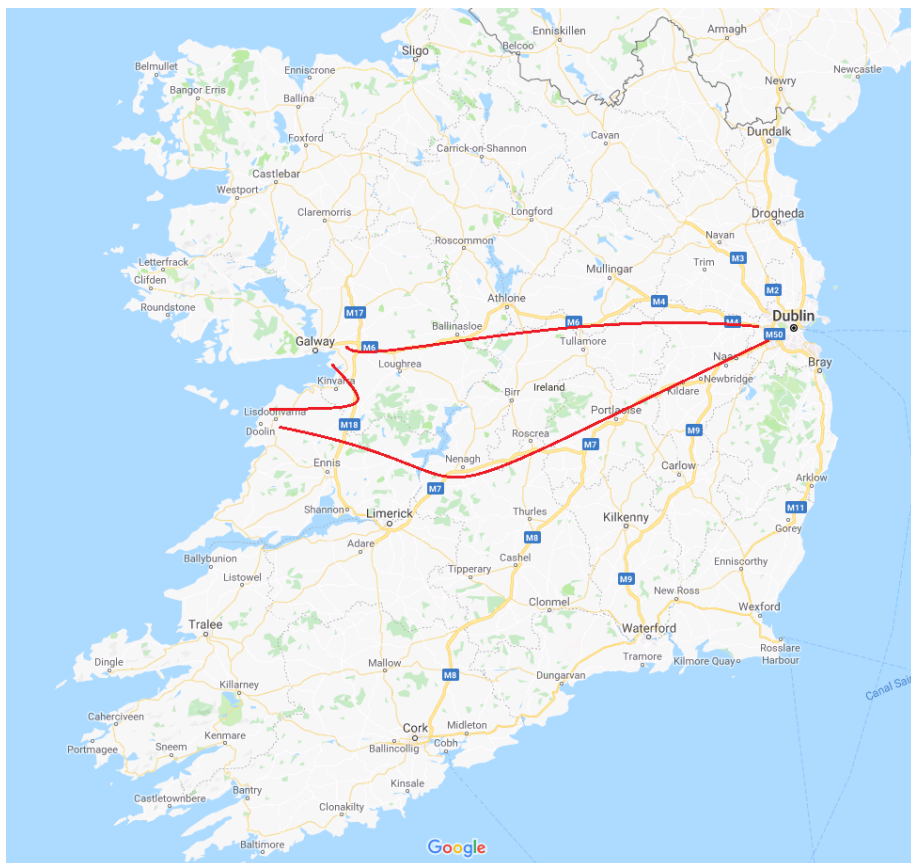 Enniskillen
Armagh
Sligo
Belcoo
Belmullet
Enniscrone
Newry
Newcastle
Bangor Erris
Ballina
Foxford
Cavan
Dundalk
Carrick-on-Shannon
Castlebar
Westport
Claremorris
Longford
Drogheda
Roscommon
Navan
Letterfrack
Clifden
Mullingar
Trim
M3
M2
Roundstone
Athlone
M4
M17
M6
M4
Dublin
Ballinasloe
M50
Galway
M6
Tullamore
Loughrea
Naas
Bray
Kinvarra
Birr
Ireland
Newbridge
Kildare
Lisdoonvarna
Doolin
M18
Portlaoise
M9
Roscrea
M7
Ennis
Nenagh
Carlow
Arklow
M7
Shannon
Limerick
Thurles
Kilkenny
M11
Gorey
Adare
M8
Ballybunion
Cashel
Enniscorthy
Listowel
Tipperary
M9
New Ross
Clonmel
Wexford
Tralee
Waterford
Rosslare
Harbour
Dingle
Mallow
Tramore
Kilmore Quay
M8
Dungarvan
Killarney
Canal Sai
Caherciveen
Cork
Midleton
Portmagee
Sneem
Kenmare
Ballincollig
Cobh
Kinsale
Castletownbere
Bantry
Clonakilty
Baltimore
Google